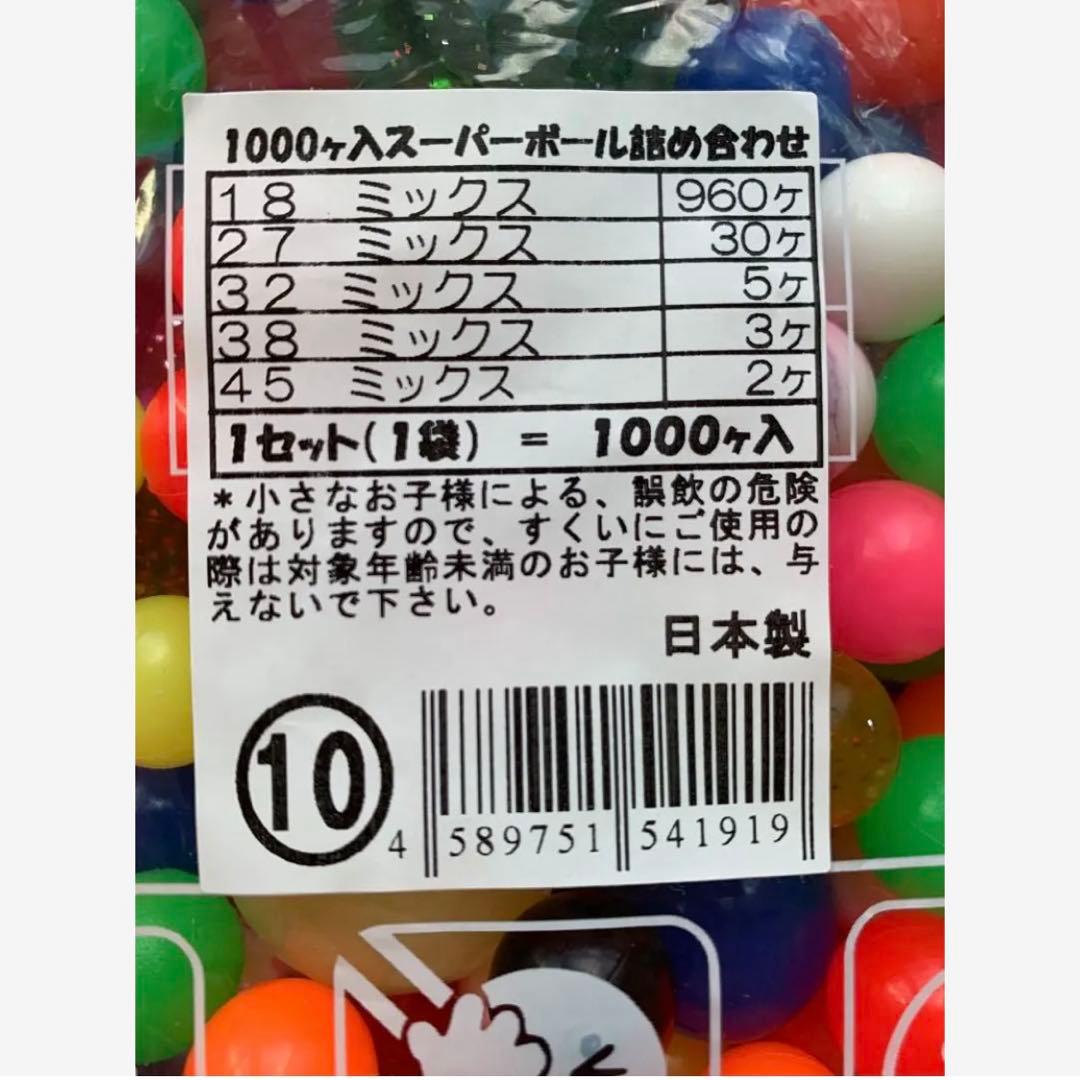 1000ヶ入スーパーボール詰め合わせ
18 ミックス 960ヶ
27 ミックス 30ヶ
32 ミックス 5ヶ
38 ミックス 3ヶ
45 ミックス 2ヶ
1セット(1袋) = 1000ヶ入
*小さなお子様による、誤飲の危険
がありますので、すくいにご使用の
際は対象年齢未満のお子様には、与
えないで下さい。
日本製
10
4 589751 541919